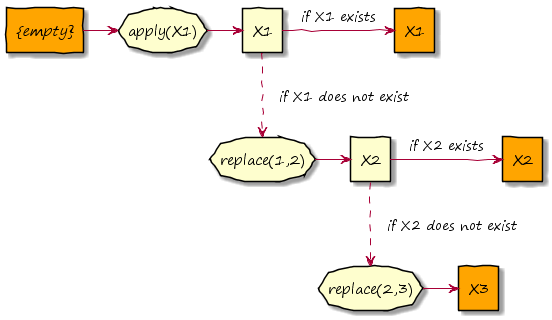 {empty}
apply(X1)
X1
if X1 exists
X1
if X1 does not exist
replace(1,2)
X2
if X2 exists
X2
if X2 does not exist
replace(2,3)
X3